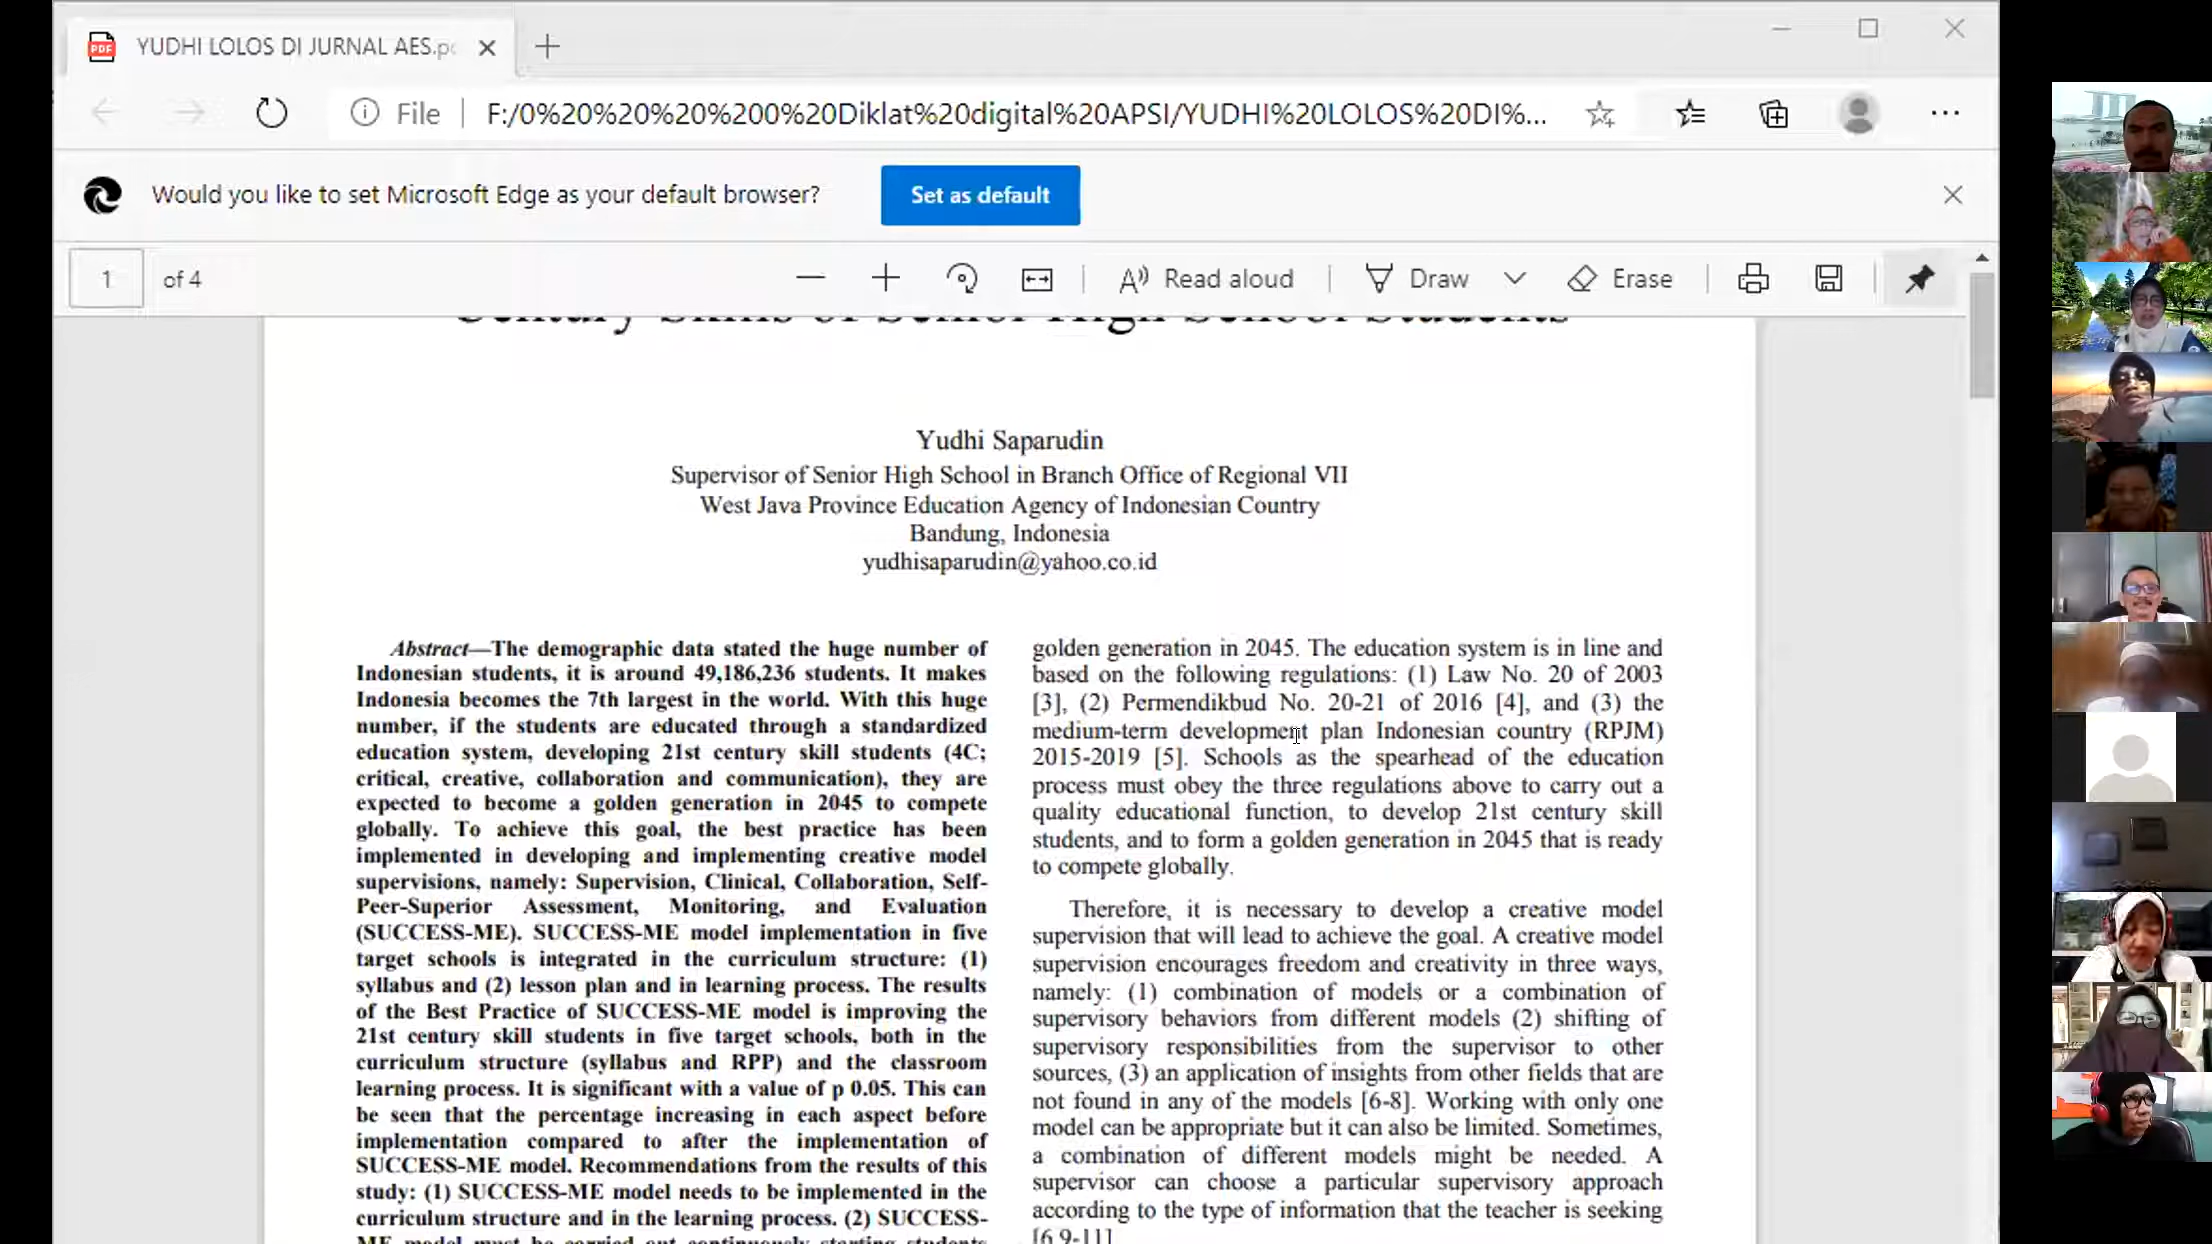 YUDHI LOLOS DI JURNAL AES.pd
File
F:/0%20%20%20%200%20Diklat%20digital%20APSI/YUDHI%20LOLOS%20DI%...
Would you like to set Microsoft Edge as your default browser?
Set as default
1 of 4
Read aloud
Draw
Erase
Century Skills of Senior High School Students
Yudhi Saparudin
Supervisor of Senior High School in Branch Office of Regional VII
West Java Province Education Agency of Indonesian Country
Bandung, Indonesia
yudhisaparudin@yahoo.co.id
Abstract—The demographic data stated the huge number of
Indonesian students, it is around 49,186,236 students. It makes
Indonesia becomes the 7th largest in the world. With this huge
number, if the students are educated through a standardized
education system, developing 21st century skill students (4C;
critical, creative, collaboration and communication), they are
expected to become a golden generation in 2045 to compete
globally. To achieve this goal, the best practice has been
implemented in developing and implementing creative model
supervisions, namely: Supervision, Clinical, Collaboration, Self-
Peer-Superior Assessment, Monitoring, and Evaluation
(SUCCESS-ME). SUCCESS-ME model implementation in five
target schools is integrated in the curriculum structure: (1)
syllabus and (2) lesson plan and in learning process. The results
of the Best Practice of SUCCESS-ME model is improving the
21st century skill students in five target schools, both in the
curriculum structure (syllabus and RPP) and the classroom
learning process. It is significant with a value of p 0.05. This can
be seen that the percentage increasing in each aspect before
implementation compared to after the implementation of
SUCCESS-ME model. Recommendations from the results of this
study: (1) SUCCESS-ME model needs to be implemented in the
curriculum structure and in the learning process. (2) SUCCESS-
ME model must be carried out continuously starting students
golden generation in 2045. The education system is in line and
based on the following regulations: (1) Law No. 20 of 2003
[3], (2) Permendikbud No. 20-21 of 2016 [4], and (3) the
medium-term development plan Indonesian country (RPJM)
2015-2019 [5]. Schools as the spearhead of the education
process must obey the three regulations above to carry out a
quality educational function, to develop 21st century skill
students, and to form a golden generation in 2045 that is ready
to compete globally.
Therefore, it is necessary to develop a creative model
supervision that will lead to achieve the goal. A creative model
supervision encourages freedom and creativity in three ways,
namely: (1) combination of models or a combination of
supervisory behaviors from different models (2) shifting of
supervisory responsibilities from the supervisor to other
sources, (3) an application of insights from other fields that are
not found in any of the models [6-8]. Working with only one
model can be appropriate but it can also be limited. Sometimes,
a combination of different models might be needed. A
supervisor can choose a particular supervisory approach
according to the type of information that the teacher is seeking
[6,9-11]